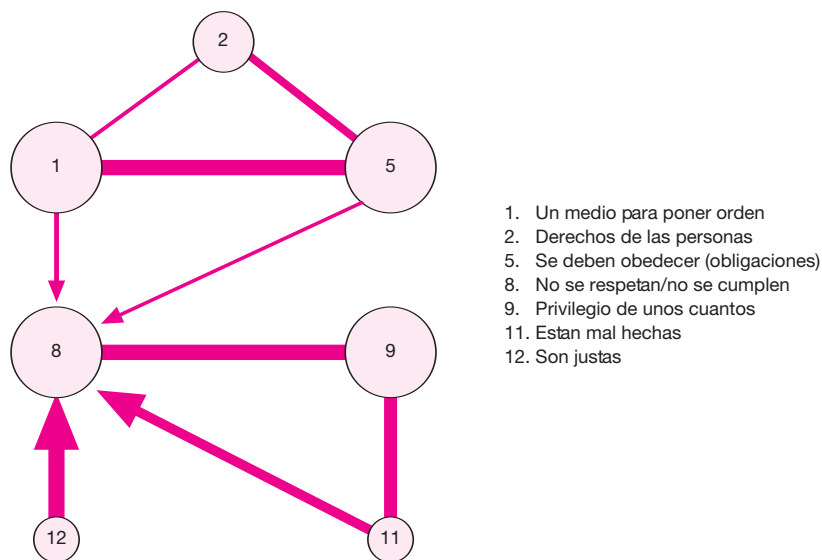 2
1
5
8
9
12
11
1. Un medio para poner orden
2. Derechos de las personas
5. Se deben obedecer (obligaciones)
8. No se respetan/no se cumplen
9. Privilegio de unos cuantos
11. Estan mal hechas
12. Son justas